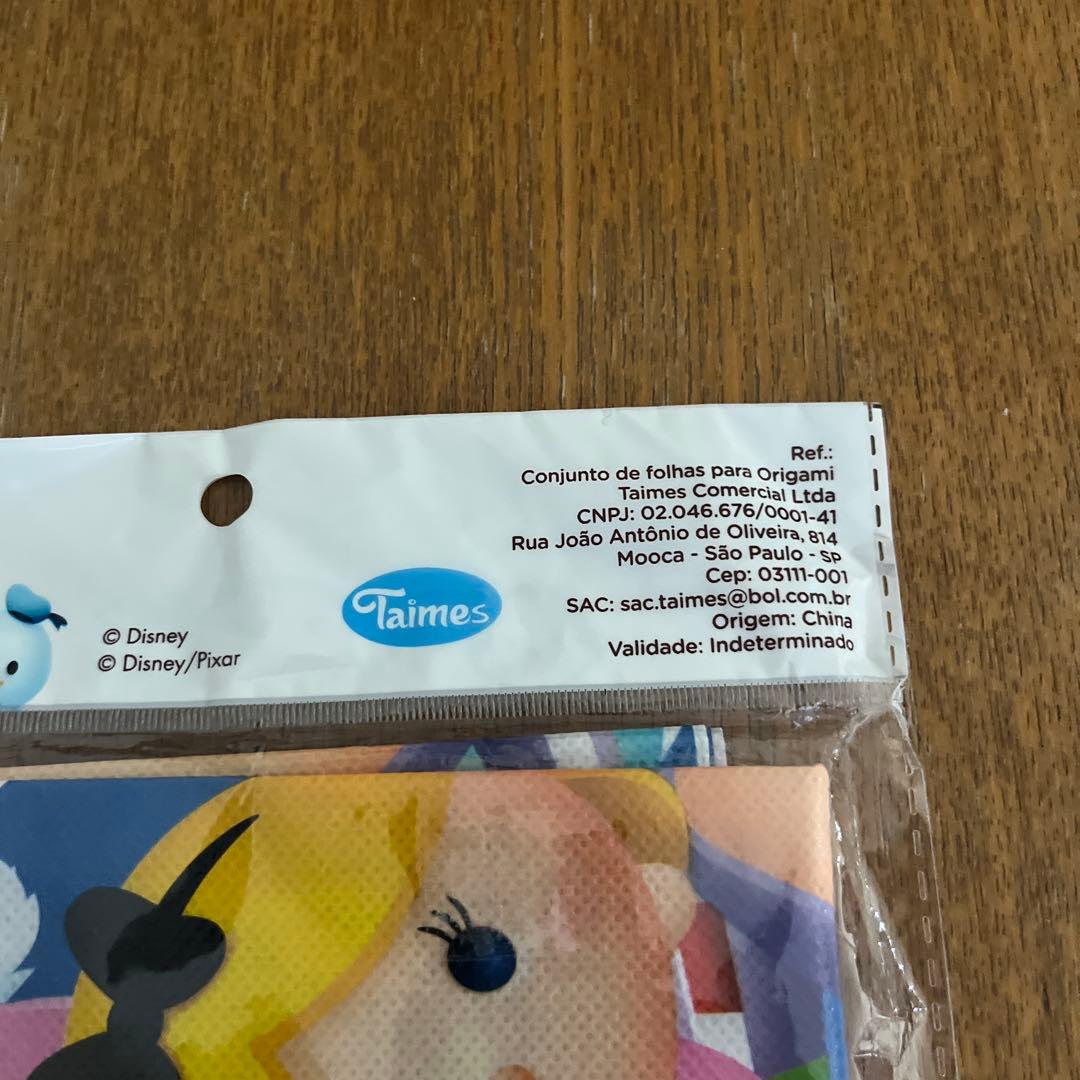 Ref.:
Conjunto de folhas para Origami
Taimes Comercial Ltda
CNPJ: 02.046.676/0001-41
Rua João Antônio de Oliveira, 814
Mooca - São Paulo - SP
Cep: 03111-001
SAC: sac.taimes@bol.com.br
Origem: China
Validade: Indeterminado
Taimes
© Disney
© Disney/Pixar